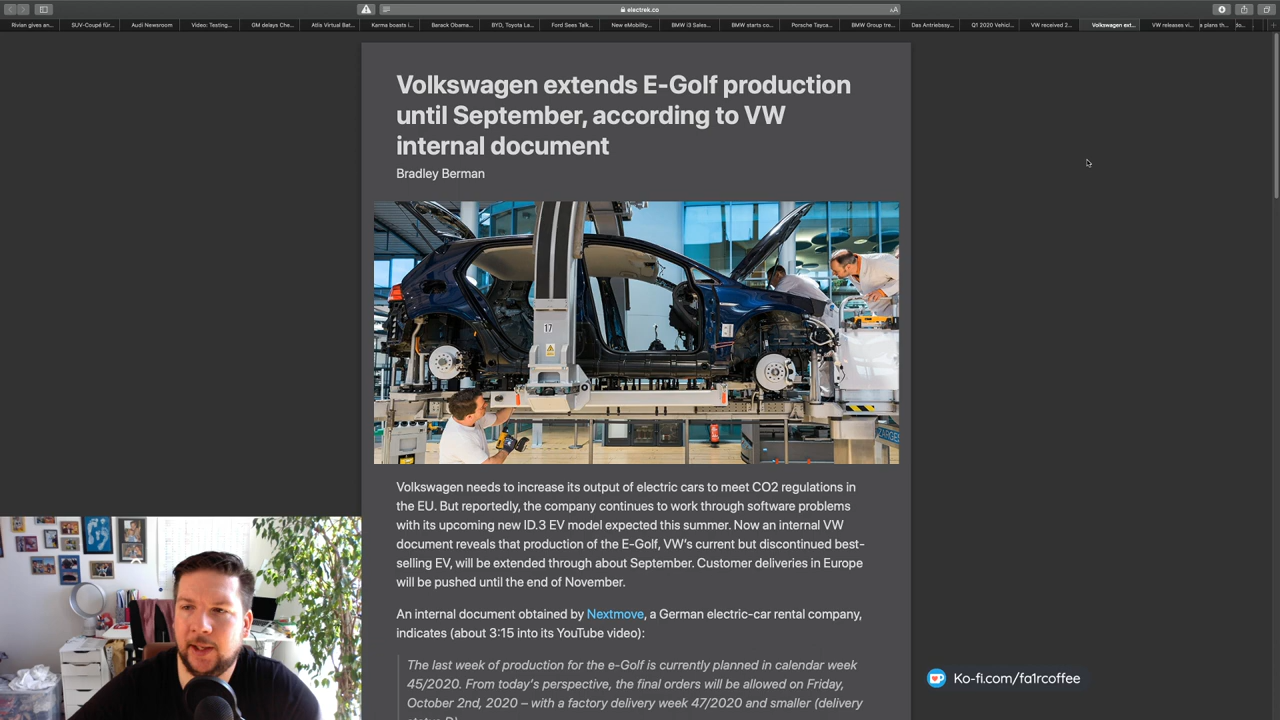 electrek.co
Rivian gives an...
SUV-Coupé für...
Audi Newsroom
Video: Testing...
GM delays Che...
Atlis Virtual Bat...
Karma boasts i...
Barack Obama...
BYD, Toyota La...
Ford Sees Talk...
New eMobility...
BMW i3 Sales...
BMW starts co...
Porsche Tayca...
BMW Group tre...
Das Antriebssy...
Q1 2020 Vehicl...
VW received 2...
Volkswagen ext...
VW releases vi...
Volkswagen extends E-Golf production
until September, according to VW
internal document
Bradley Berman
17
ZARGES
Volkswagen needs to increase its output of electric cars to meet CO2 regulations in
the EU. But reportedly, the company continues to work through software problems
with its upcoming new ID.3 EV model expected this summer. Now an internal VW
document reveals that production of the E-Golf, VW's current but discontinued best-
selling EV, will be extended through about September. Customer deliveries in Europe
will be pushed until the end of November.
An internal document obtained by Nextmove, a German electric-car rental company,
indicates (about 3:15 into its YouTube video):
The last week of production for the e-Golf is currently planned in calendar week
45/2020. From today's perspective, the final orders will be allowed on Friday,
October 2nd, 2020 – with a factory delivery week 47/2020 and smaller (delivery
Ko-fi.com/fa1rcoffee